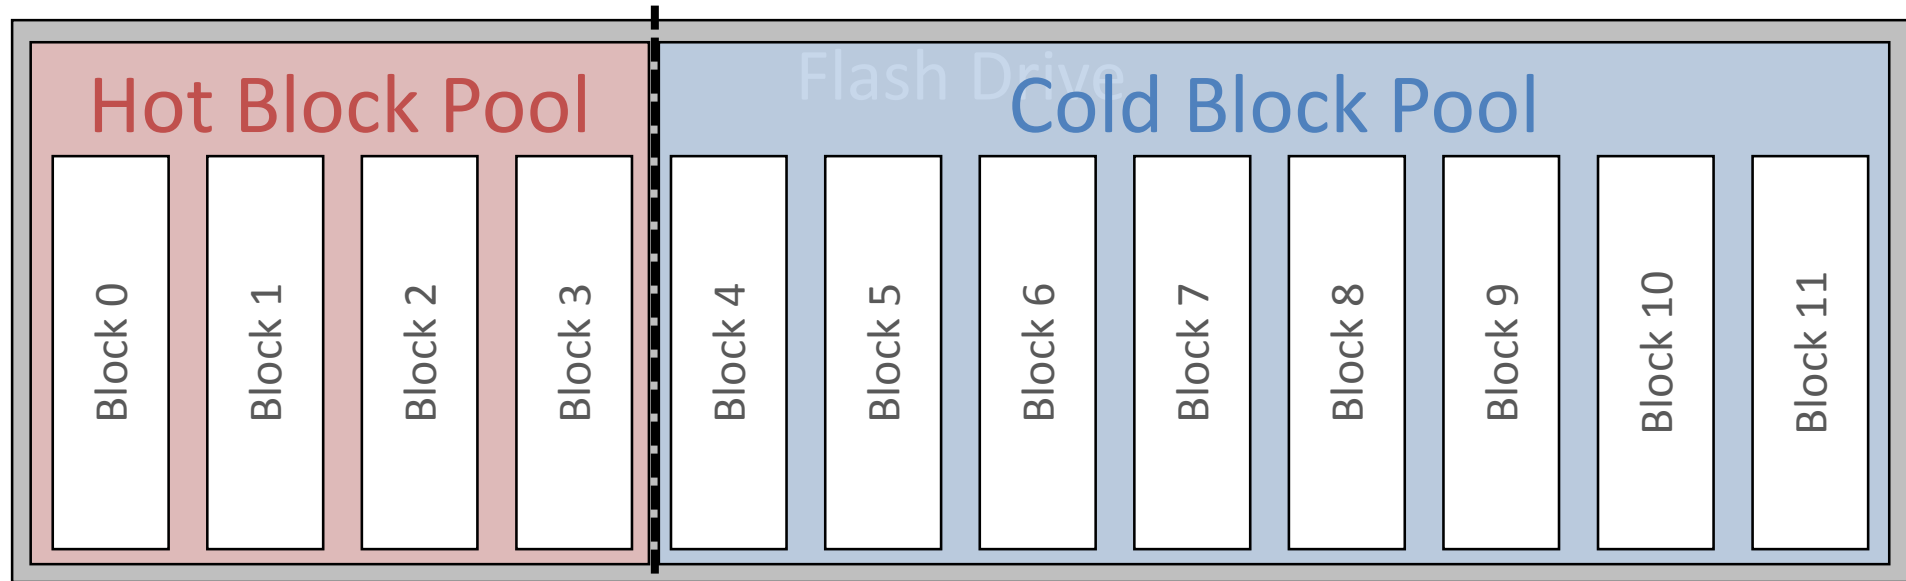 Flash Drive
Hot Block Pool
Cold Block Pool
Block 0
Block 1
Block 2
Block 3
Block 4
Block 5
Block 6
Block 7
Block 8
Block 9
Block 10
Block 11